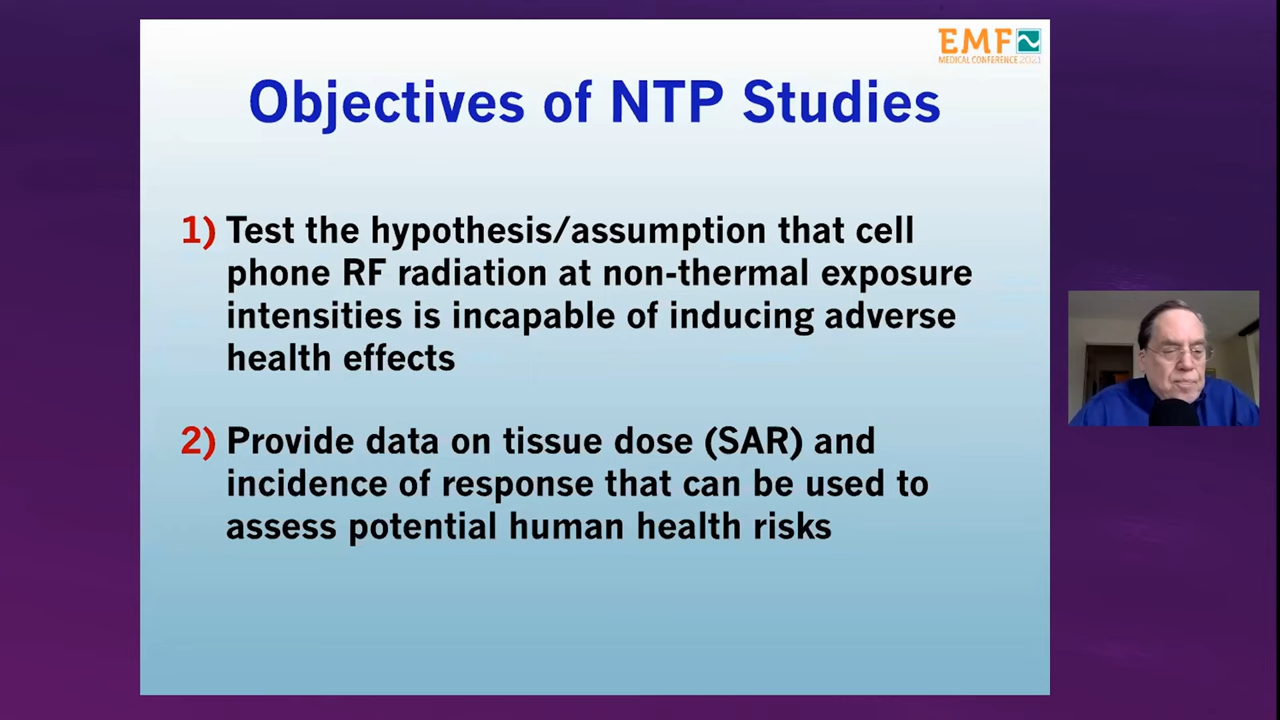 EMF
MEDICAL CONFERENCE 2021
Objectives of NTP Studies
1) Test the hypothesis/assumption that cell
phone RF radiation at non-thermal exposure
intensities is incapable of inducing adverse
health effects
2) Provide data on tissue dose (SAR) and
incidence of response that can be used to
assess potential human health risks